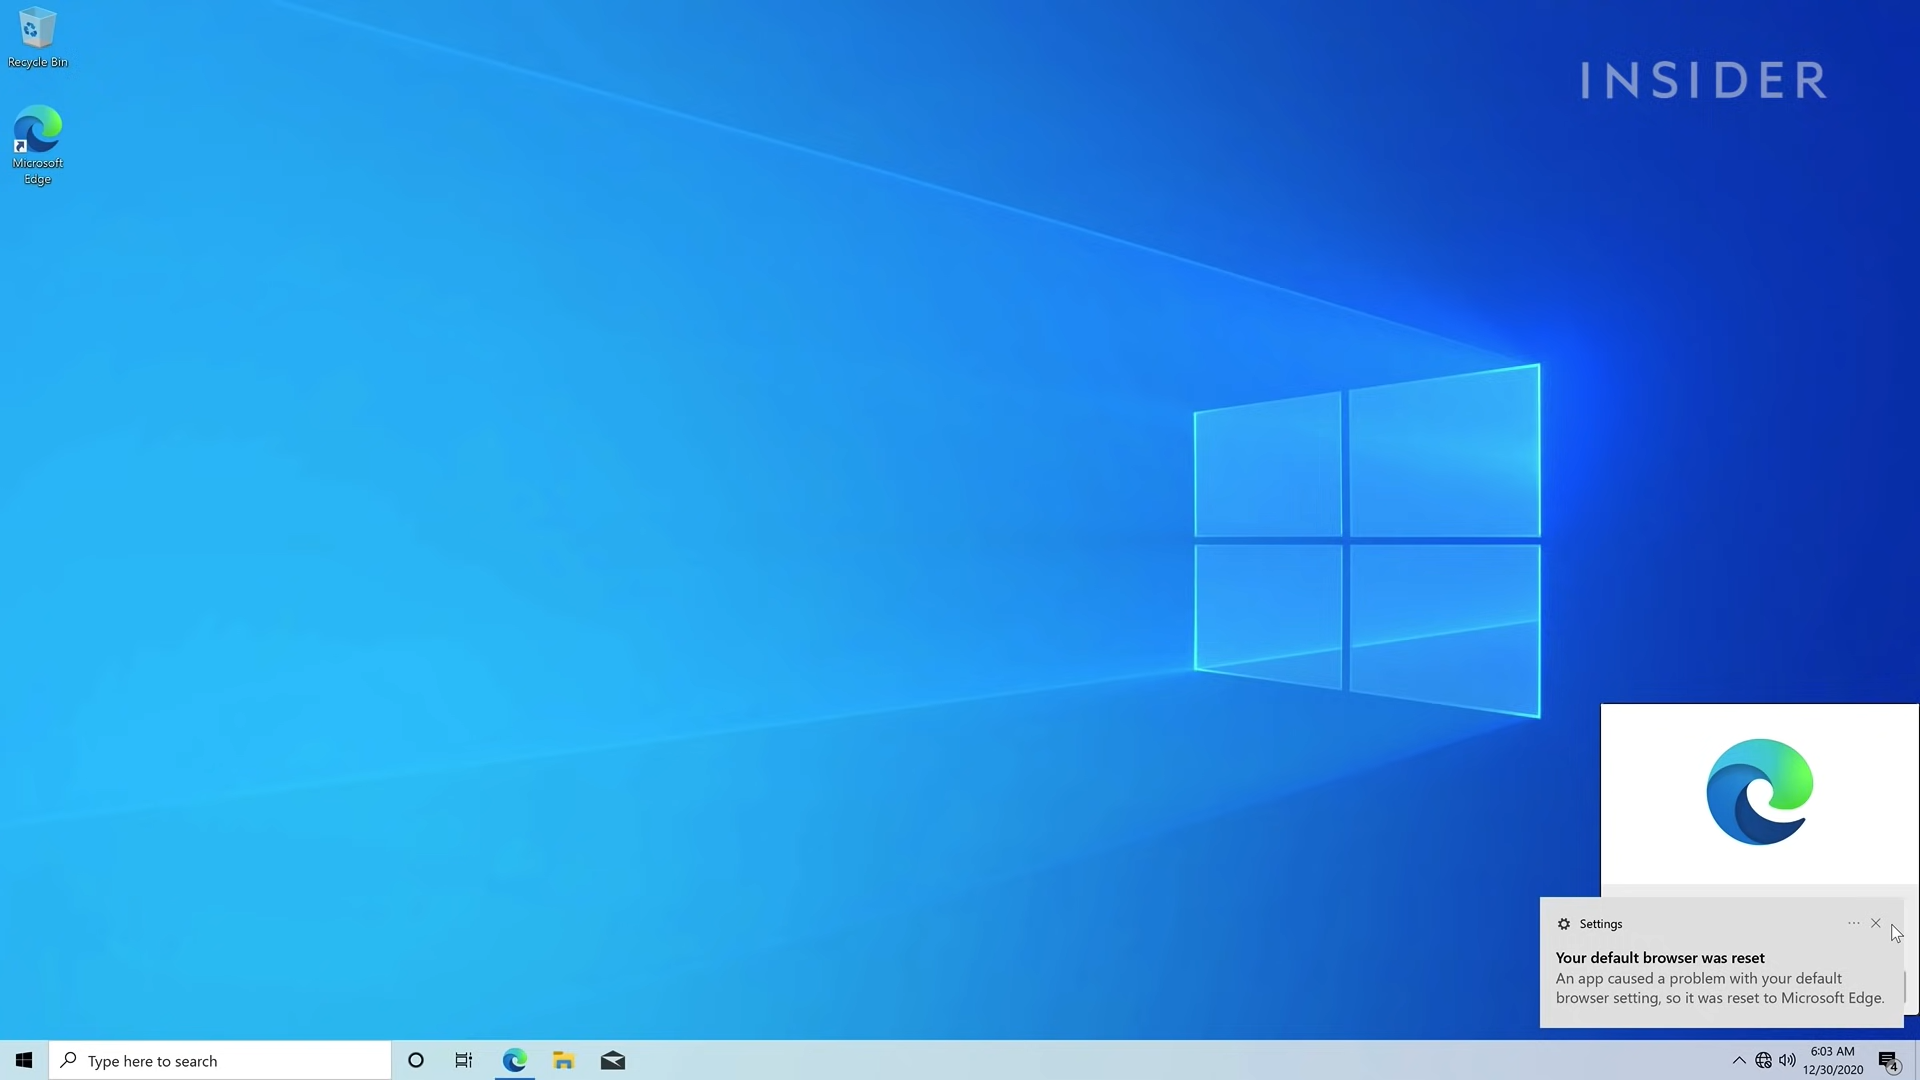 Recycle Bin
Microsoft
Edge
INSIDER
Settings
Your default browser was reset
An app caused a problem with your default
browser setting, so it was reset to Microsoft Edge.
Type here to search
6:03 AM
12/30/2020
4